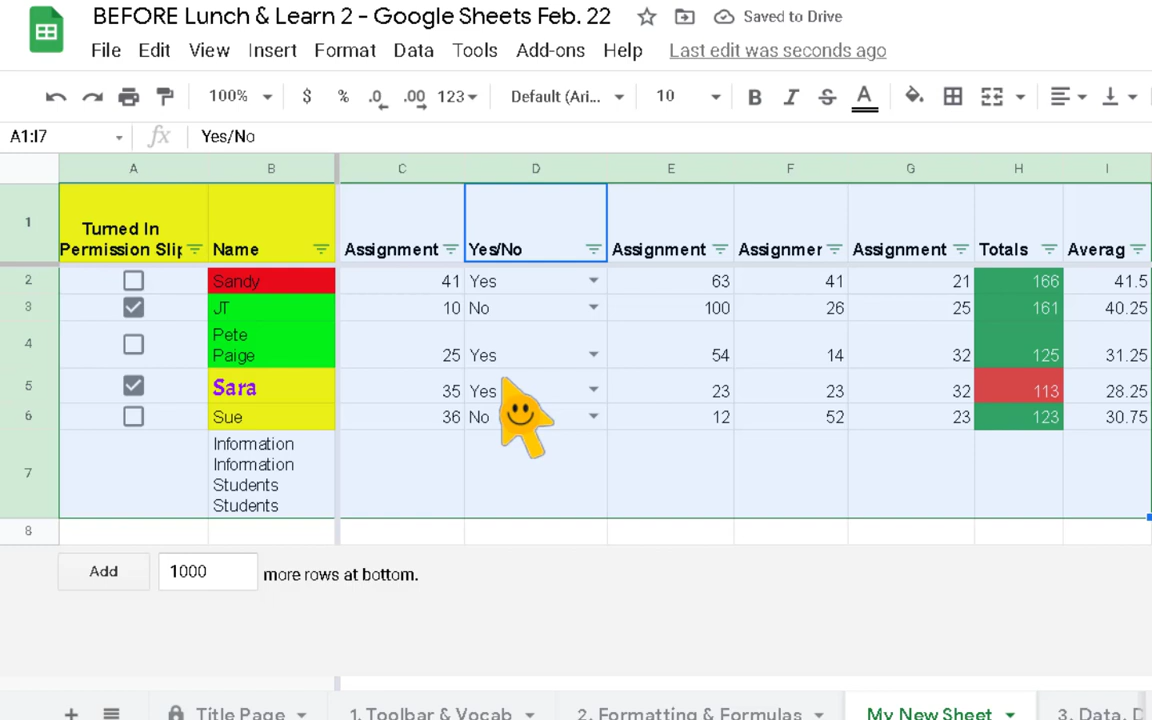 BEFORE Lunch & Learn 2 - Google Sheets Feb. 22 Saved to Drive
File Edit View Insert Format Data Tools Add-ons Help Last edit was seconds ago
100% $ % .0 .00 123 Default (Ari... 10 B I S A
A1:I7 fx Yes/No
A B C D E F G H I
1 Turned In
Permission Slip Name Assignment Yes/No Assignment Assignmer Assignment Totals Averag
2 Sandy 41 Yes 63 41 21 166 41.5
3 JT 10 No 100 26 25 161 40.25
4 Pete
Paige 25 Yes 54 14 32 125 31.25
5 Sara 35 Yes 23 23 32 113 28.25
6 Sue 36 No 12 52 23 123 30.75
Information
Information
7 Students
Students
8
Add 1000 more rows at bottom.
+ Title Page 1. Toolbar & Vocab 2. Formatting & Formulas My New Sheet 3. Data, D